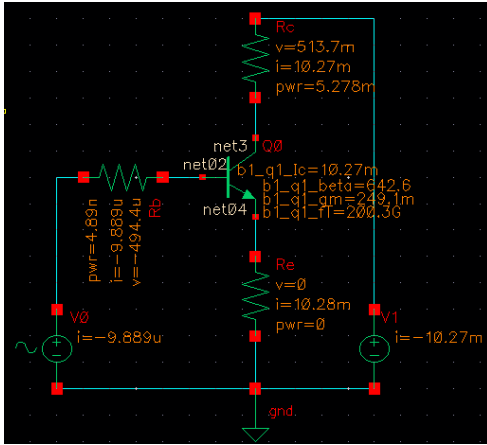 Rc
v=513.7m
i=10.27m
pwr=5.278m
net3
Q0
net02
b1_q1_Ic=10.27m
b1_q1_beta=642.6
b1_q1_gm=249.1m
b1_q1_fT=200.3G
net04
Rb
v=-494.4u
i=-9.889u
pwr=4.89n
Re
v=0
i=10.28m
pwr=0
V0
i=-9.889u
V1
i=-10.27m
gnd